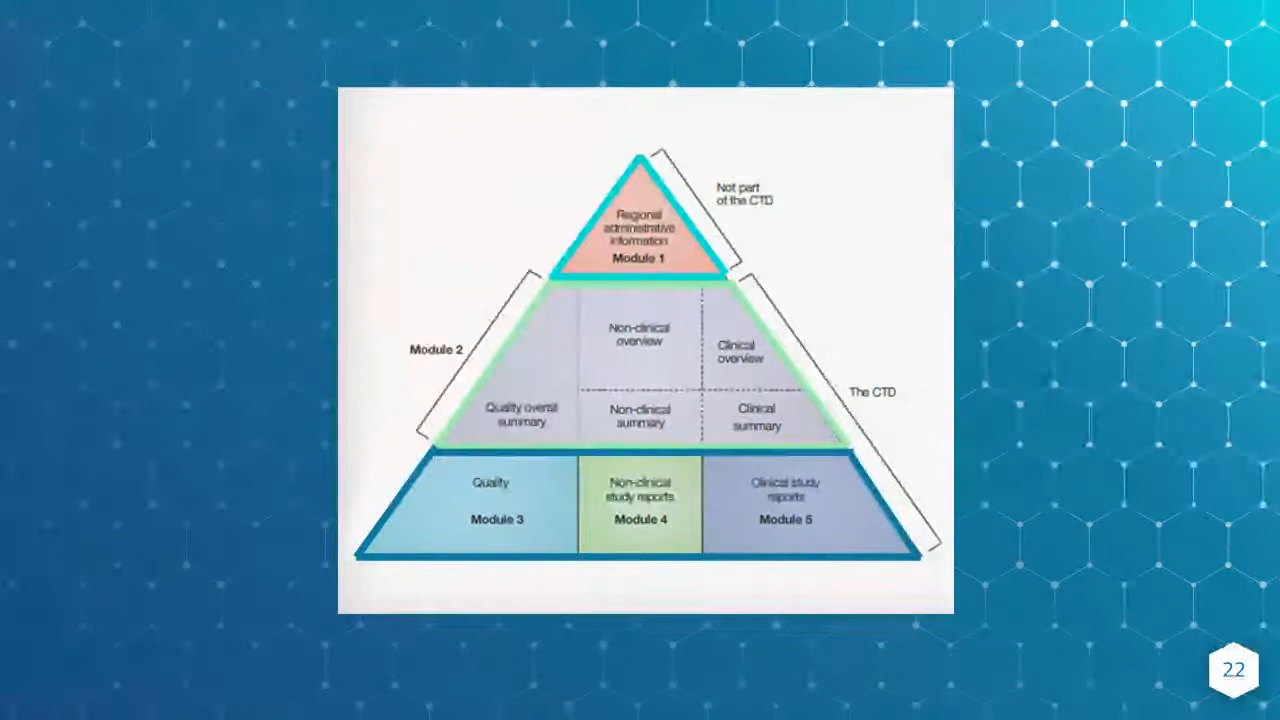 Not part
of the CTD
Regional
administrative
information
Module 1
Module 2
Non-clinical
overview
Clinical
overview
The CTD
Quality overall
summary
Non-clinical
summary
Clinical
summary
Quality
Module 3
Non-clinical
study reports
Module 4
Clinical study
reports
Module 5
22